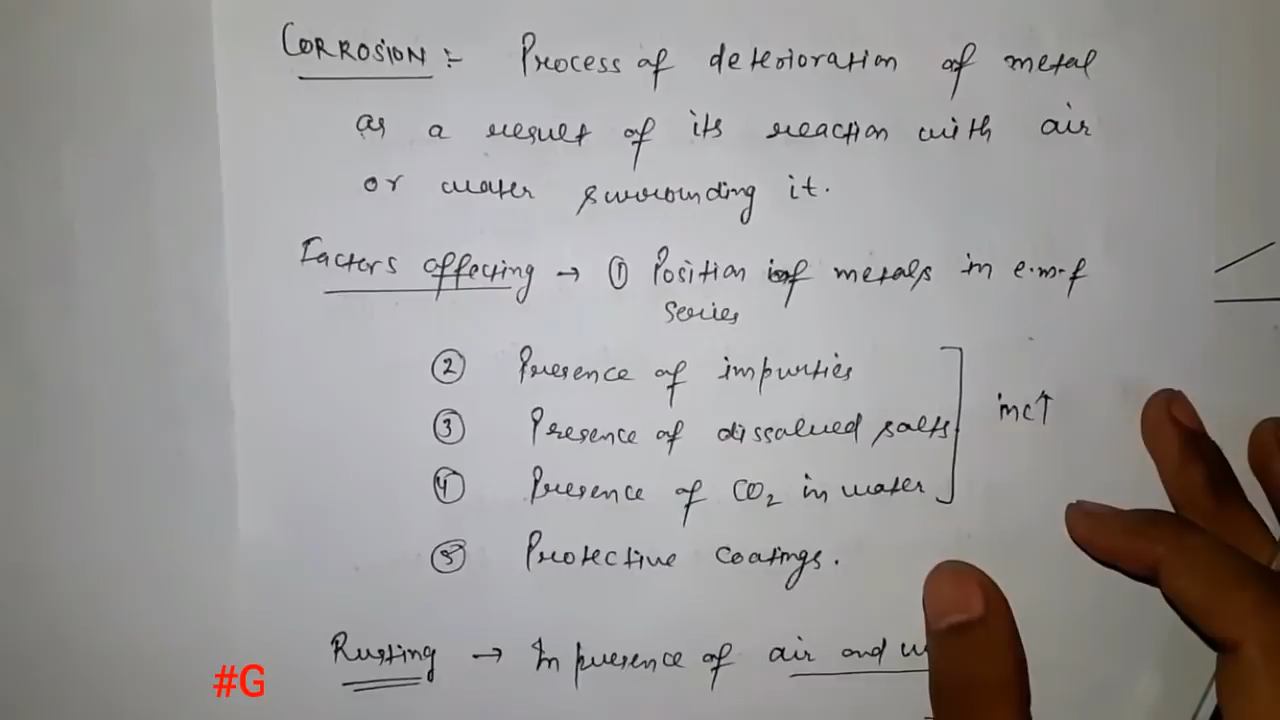 CORROSION :- Process of deterioration of metal
as a result of its reaction with air
or water surrounding it.
Factors affecting → ① Position of metals in e.m.f
series
② Presence of impurties
③ Presence of dissalued salts
④ Presence of CO₂ in water
inc↑
⑤ Protective coatings.
Rusting → In presence of air and
#G